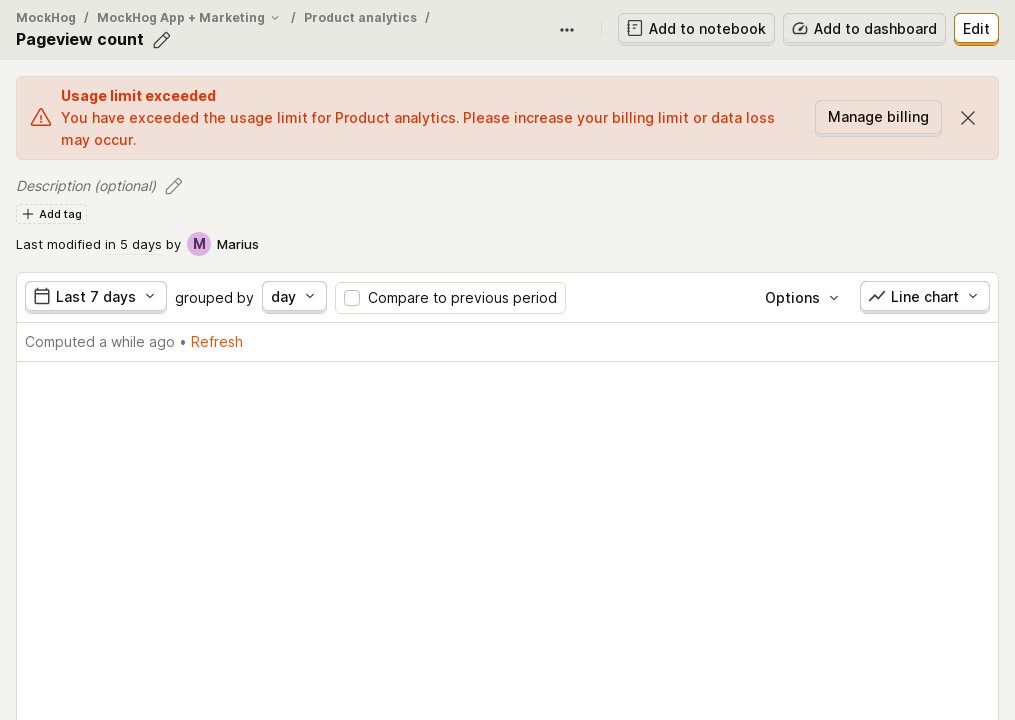 MockHog / MockHog App + Marketing / Product analytics /
Pageview count
Add to notebook
Add to dashboard
Edit
Usage limit exceeded
You have exceeded the usage limit for Product analytics. Please increase your billing limit or data loss
may occur.
Manage billing
Description (optional)
Add tag
Last modified in 5 days by M Marius
Last 7 days grouped by day Compare to previous period Options Line chart
Computed a while ago • Refresh